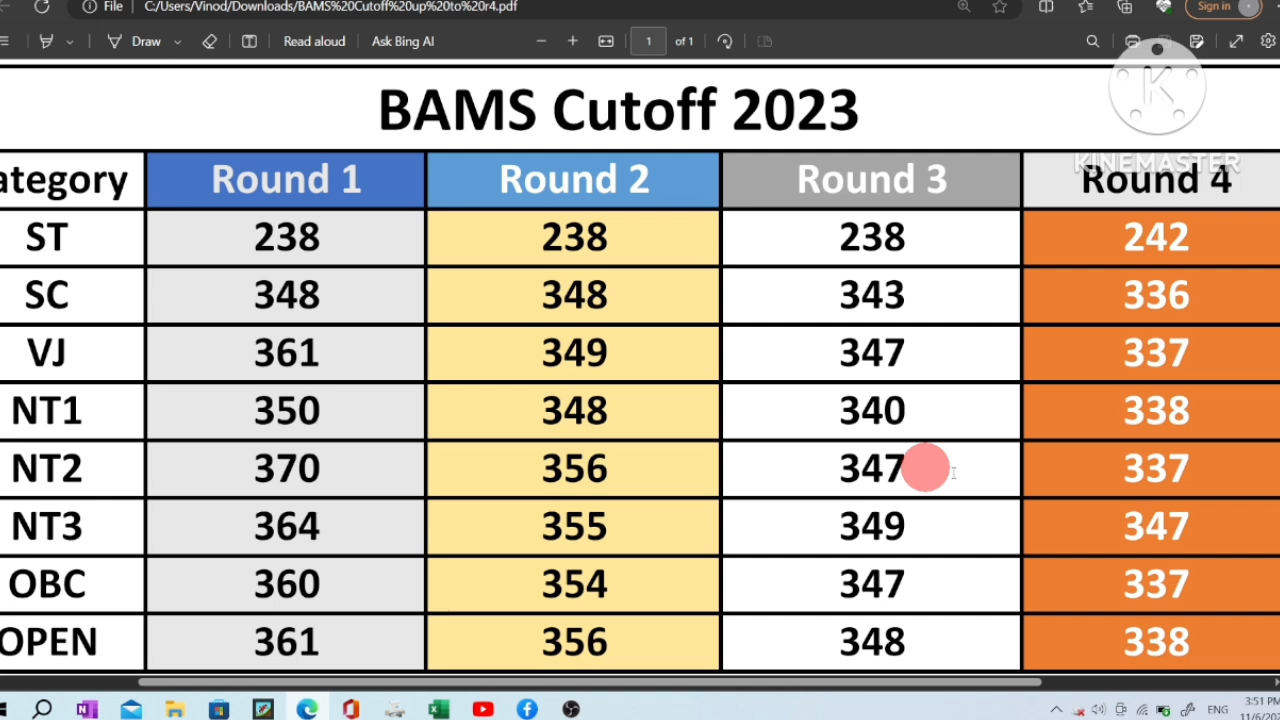 File C:/Users/Vinod/Downloads/BAMS%20Cutoff%20up%20to%20r4.pdf Sign in
Draw Read aloud Ask Bing AI 1 of 1
BAMS Cutoff 2023
KINEMASTER
ategory Round 1 Round 2 Round 3 Round 4
ST 238 238 238 242
SC 348 348 343 336
VJ 361 349 347 337
NT1 350 348 340 338
NT2 370 356 347 337
NT3 364 355 349 347
OBC 360 354 347 337
OPEN 361 356 348 338
ENG 3:51 PM
11/6/202